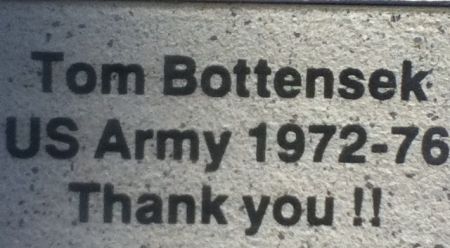 Tom Bottensek
US Army 1972-76
Thank you !!